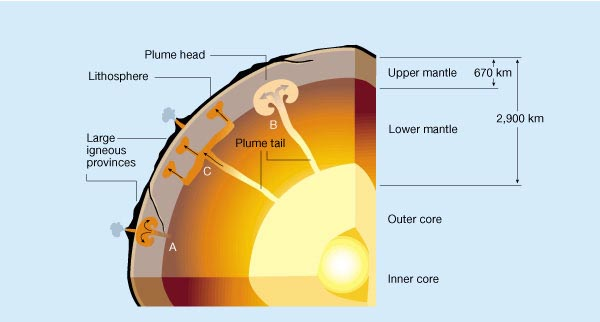 Plume head
Lithosphere
Upper mantle
670 km
2,900 km
B
Lower mantle
Large
igneous
provinces
Plume tail
C
A
Outer core
Inner core